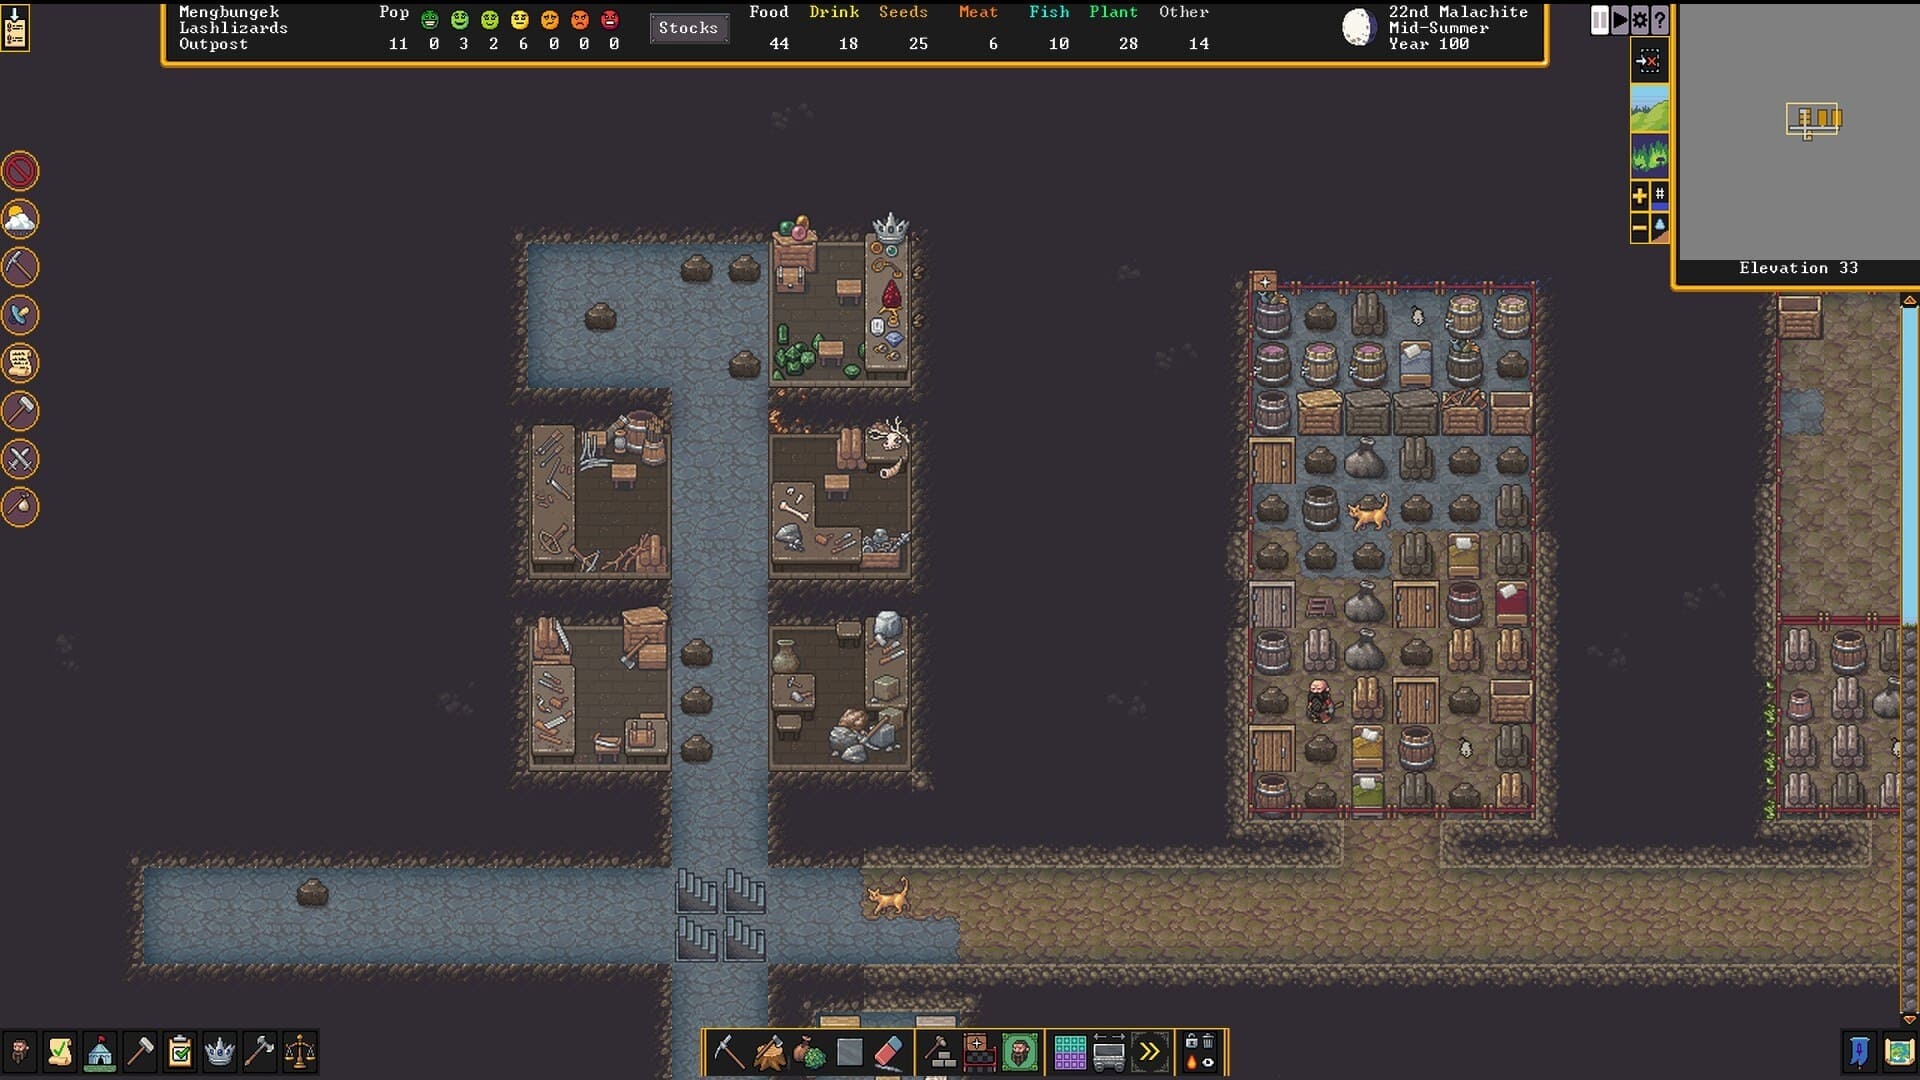 Mengbungek
Lashlizards
Outpost
Pop
11 0 3 2 6 0 0 0
Stocks
Food Drink Seeds Meat Fish Plant Other
44 18 25 6 10 28 14
22nd Malachite
Mid-Summer
Year 100
?
#
Elevation 33